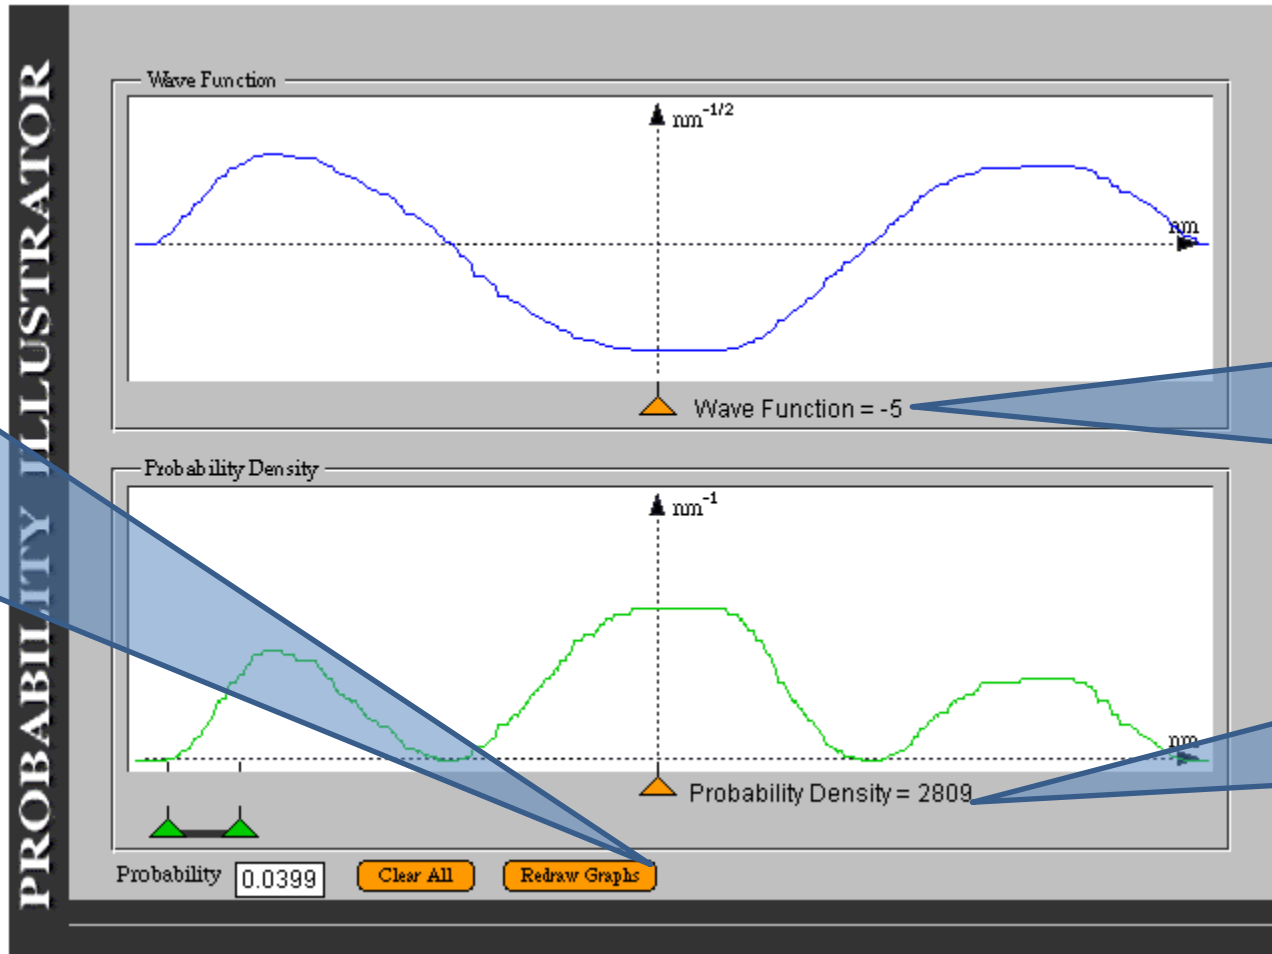 PROBABILITY ILLUSTRATOR
Wave Function
nm-1/2
nm
Wave Function = -5
Probability Density
nm-1
nm
Probability Density = 2809
Probability 0.0399 Clear All Redraw Graphs